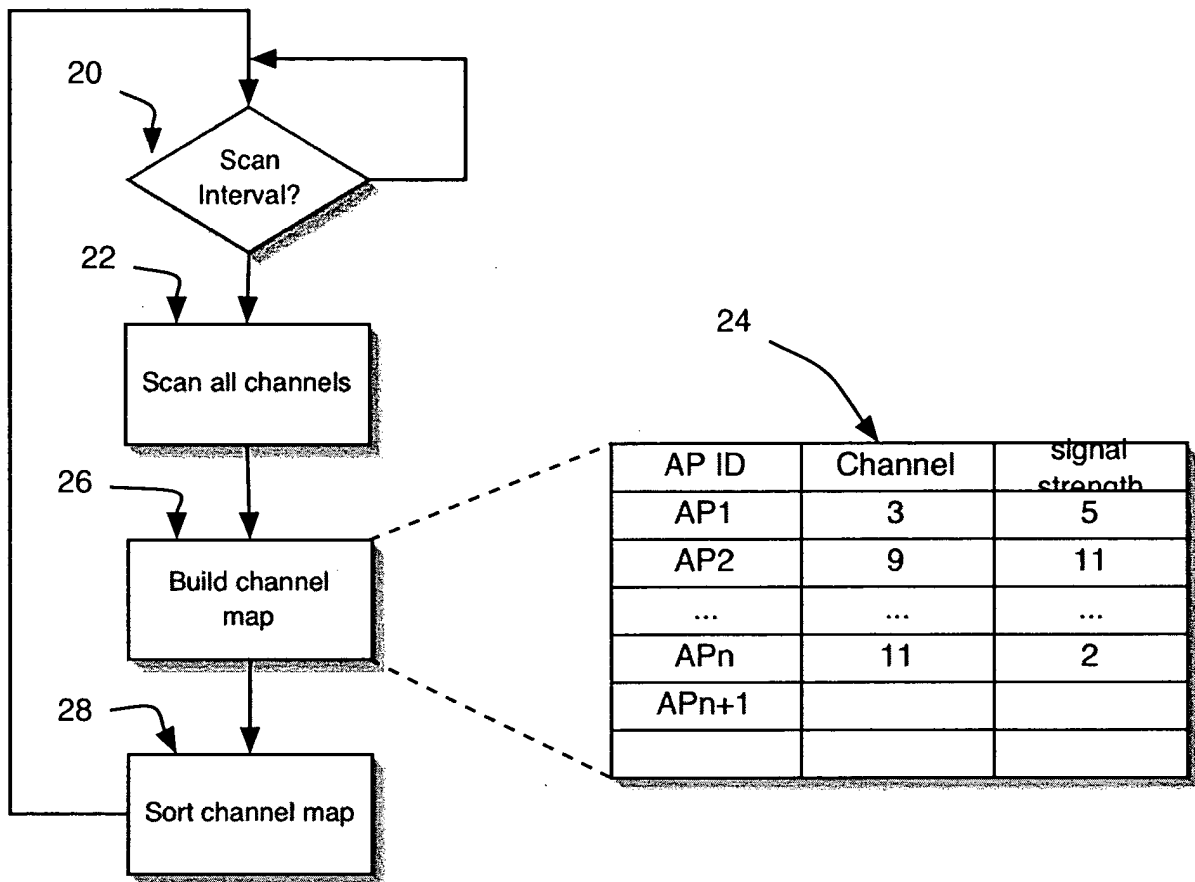 20
Scan
Interval?
22
Scan all channels
24
26
Build channel
map
AP ID Channel signal
strength
AP1 3 5
AP2 9 11
... ... ...
APn 11 2
APn+1
28
Sort channel map